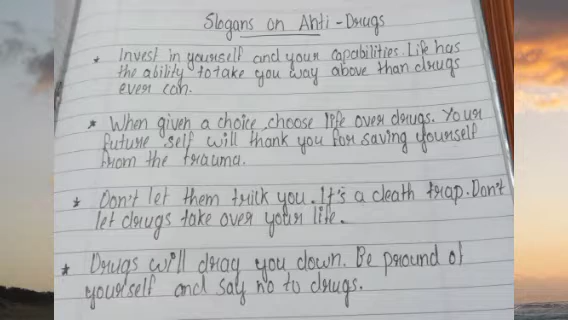 Slogans on Anti-Drugs
* Invest in yourself and your capabilities. Life has
the ability to take you way above than drugs
ever can.
* When given a choice choose life over drugs. Your
future self will thank you for saving yourself
from the trauma.
* Don't let them trick you. It's a death trap. Don't
let drugs take over your life.
* Drugs will drag you down. Be pround of
yourself and say no to drugs.